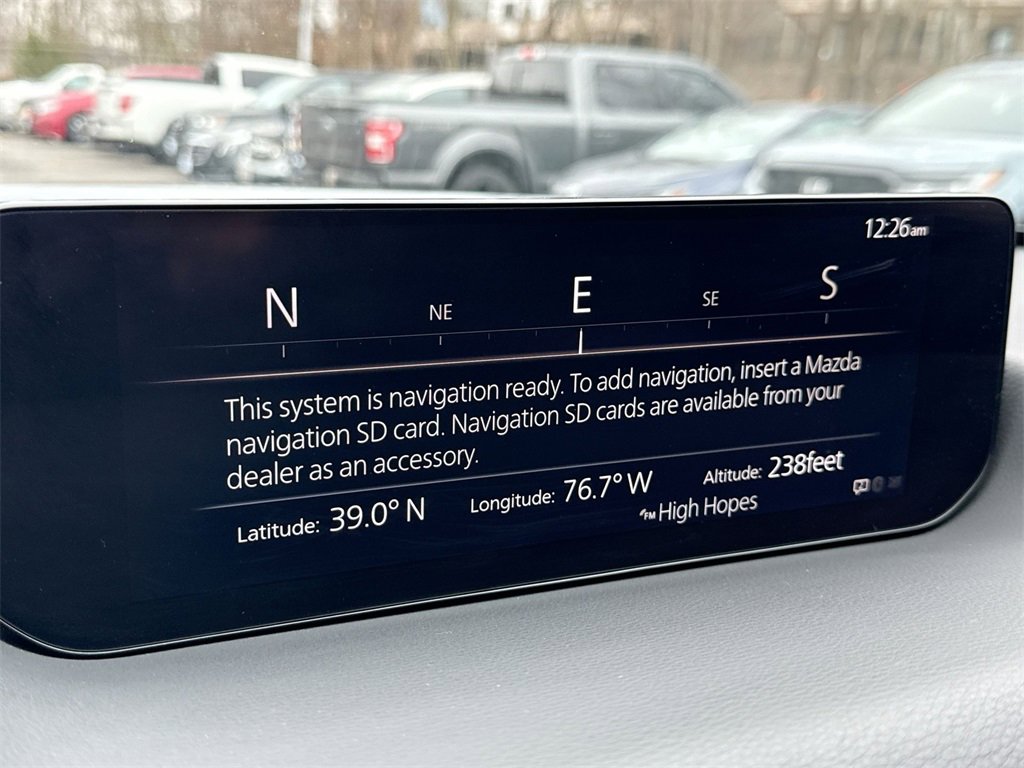 12:26am
N NE E SE S
This system is navigation ready. To add navigation, insert a Mazda
navigation SD card. Navigation SD cards are available from your
dealer as an accessory.
Latitude: 39.0° N Longitude: 76.7° W Altitude: 238feet
FM High Hopes